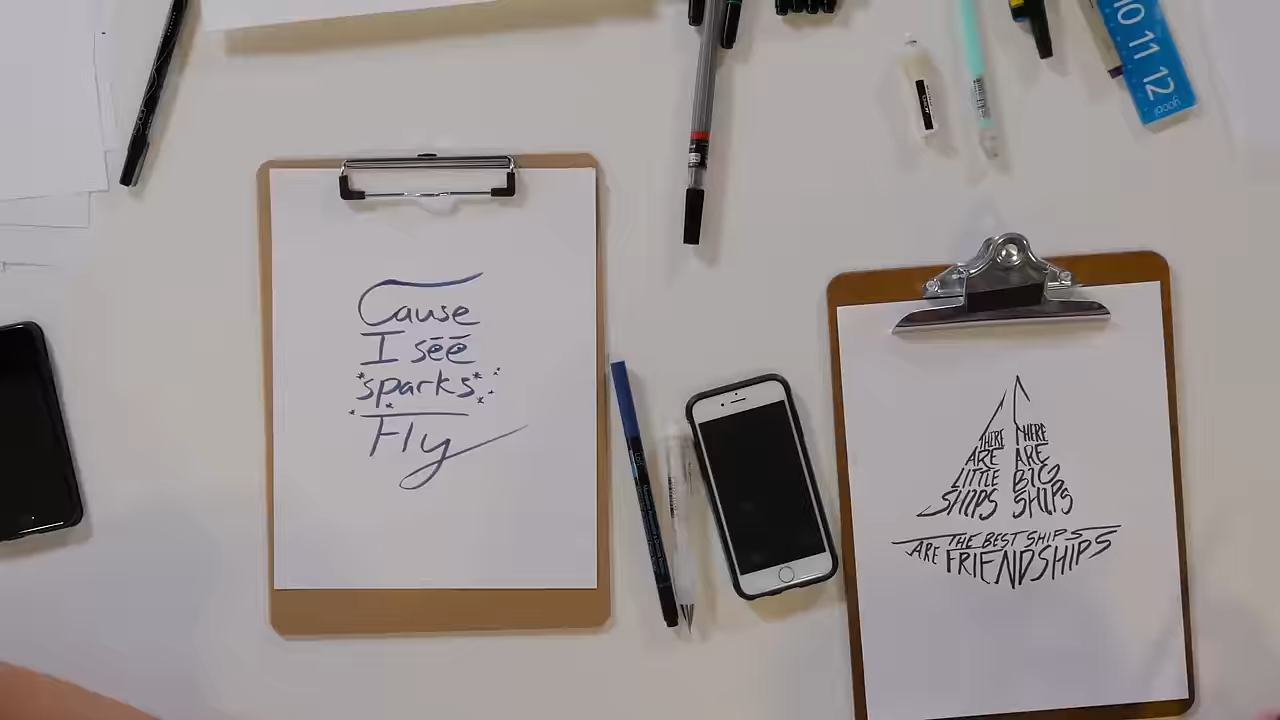 Cause
I see
sparks
Fly
THERE
ARE
LITTLE
SHIPS
THERE
ARE
BIG
SHIPS
THE BEST SHIPS
ARE FRIENDSHIPS
10 11 12